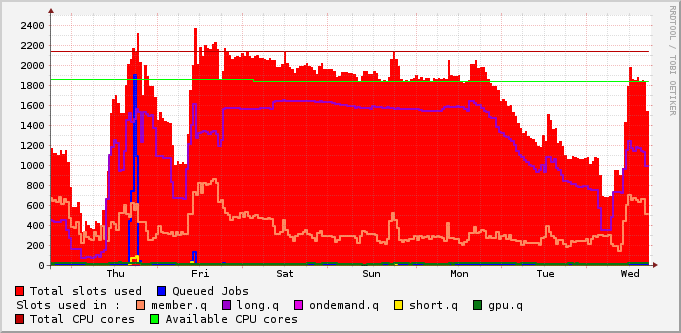 RRDTOOL / TOBI OETIKER
2400
2200
2000
1800
1600
1400
1200
1000
800
600
400
200
0
Thu Fri Sat Sun Mon Tue Wed
Total slots used Queued Jobs
Slots used in : member.q long.q ondemand.q short.q gpu.q
Total CPU cores Available CPU cores